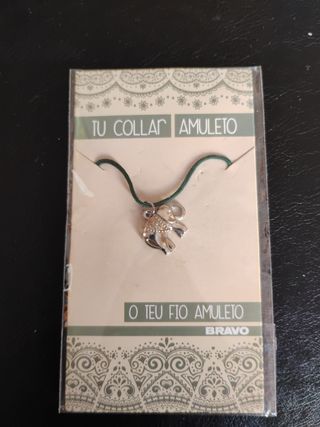 TU COLLAR AMULETO
O TEU FIO AMULETO
BRAVO